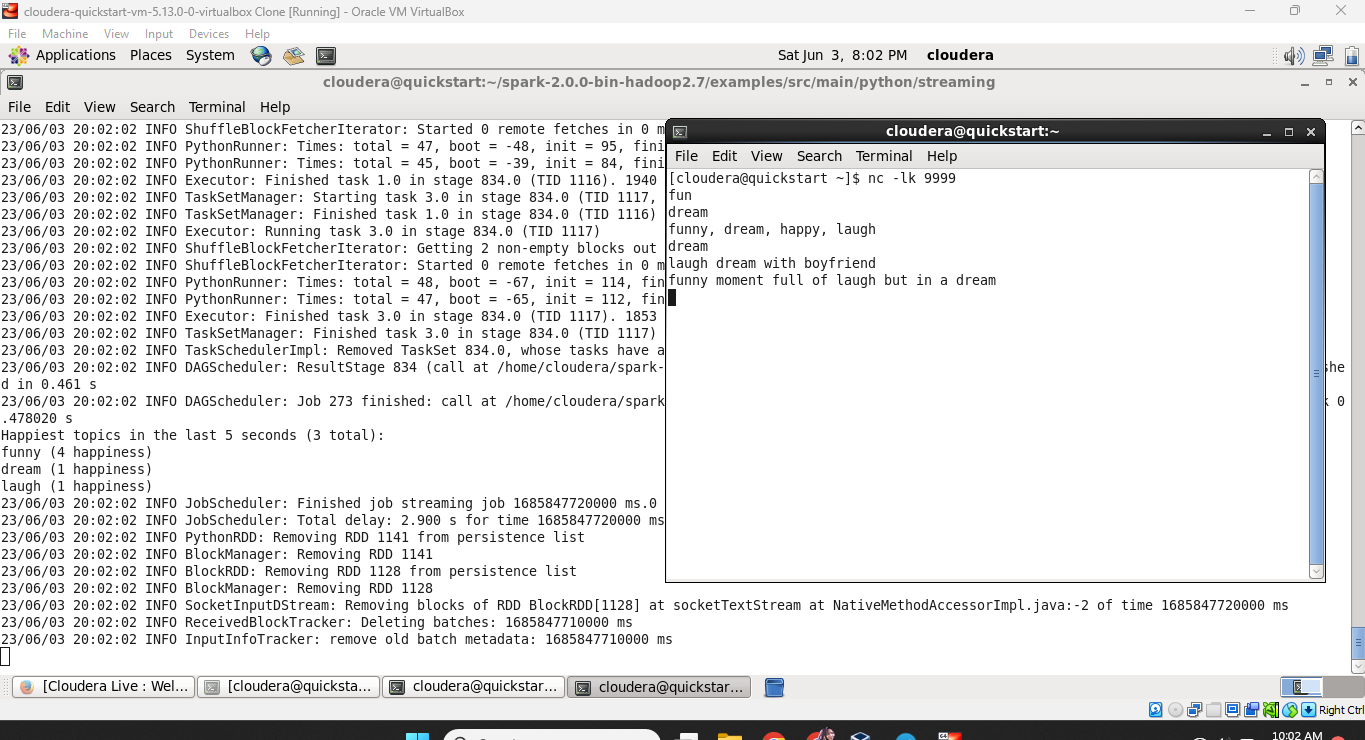 cloudera-quickstart-vm-5.13.0-0-virtualbox Clone [Running] - Oracle VM VirtualBox
File Machine View Input Devices Help
Applications Places System Sat Jun 3, 8:02 PM cloudera
cloudera@quickstart:~/spark-2.0.0-bin-hadoop2.7/examples/src/main/python/streaming
File Edit View Search Terminal Help
23/06/03 20:02:02 INFO ShuffleBlockFetcherIterator: Started 0 remote fetches in 0 m
23/06/03 20:02:02 INFO PythonRunner: Times: total = 47, boot = -48, init = 95, fini
23/06/03 20:02:02 INFO PythonRunner: Times: total = 45, boot = -39, init = 84, fini
23/06/03 20:02:02 INFO Executor: Finished task 1.0 in stage 834.0 (TID 1116). 1940
23/06/03 20:02:02 INFO TaskSetManager: Starting task 3.0 in stage 834.0 (TID 1117,
23/06/03 20:02:02 INFO TaskSetManager: Finished task 1.0 in stage 834.0 (TID 1116)
23/06/03 20:02:02 INFO Executor: Running task 3.0 in stage 834.0 (TID 1117)
23/06/03 20:02:02 INFO ShuffleBlockFetcherIterator: Getting 2 non-empty blocks out
23/06/03 20:02:02 INFO ShuffleBlockFetcherIterator: Started 0 remote fetches in 0 m
23/06/03 20:02:02 INFO PythonRunner: Times: total = 48, boot = -67, init = 114, fin
23/06/03 20:02:02 INFO PythonRunner: Times: total = 47, boot = -65, init = 112, fin
23/06/03 20:02:02 INFO Executor: Finished task 3.0 in stage 834.0 (TID 1117). 1853
23/06/03 20:02:02 INFO TaskSetManager: Finished task 3.0 in stage 834.0 (TID 1117)
23/06/03 20:02:02 INFO TaskSchedulerImpl: Removed TaskSet 834.0, whose tasks have a
23/06/03 20:02:02 INFO DAGScheduler: ResultStage 834 (call at /home/cloudera/spark- she
d in 0.461 s
23/06/03 20:02:02 INFO DAGScheduler: Job 273 finished: call at /home/cloudera/spark k 0
.478020 s
Happiest topics in the last 5 seconds (3 total):
funny (4 happiness)
dream (1 happiness)
laugh (1 happiness)
23/06/03 20:02:02 INFO JobScheduler: Finished job streaming job 1685847720000 ms.0
23/06/03 20:02:02 INFO JobScheduler: Total delay: 2.900 s for time 1685847720000 ms
23/06/03 20:02:02 INFO PythonRDD: Removing RDD 1141 from persistence list
23/06/03 20:02:02 INFO BlockManager: Removing RDD 1141
23/06/03 20:02:02 INFO BlockRDD: Removing RDD 1128 from persistence list
23/06/03 20:02:02 INFO BlockManager: Removing RDD 1128
23/06/03 20:02:02 INFO SocketInputDStream: Removing blocks of RDD BlockRDD[1128] at socketTextStream at NativeMethodAccessorImpl.java:-2 of time 1685847720000 ms
23/06/03 20:02:02 INFO ReceivedBlockTracker: Deleting batches: 1685847710000 ms
23/06/03 20:02:02 INFO InputInfoTracker: remove old batch metadata: 1685847710000 ms
cloudera@quickstart:~
File Edit View Search Terminal Help
[cloudera@quickstart ~]$ nc -lk 9999
fun
dream
funny, dream, happy, laugh
dream
laugh dream with boyfriend
funny moment full of laugh but in a dream
[Cloudera Live : Wel... [cloudera@quicksta... cloudera@quickstar... cloudera@quickstar...
Right Ctrl
10:02 AM